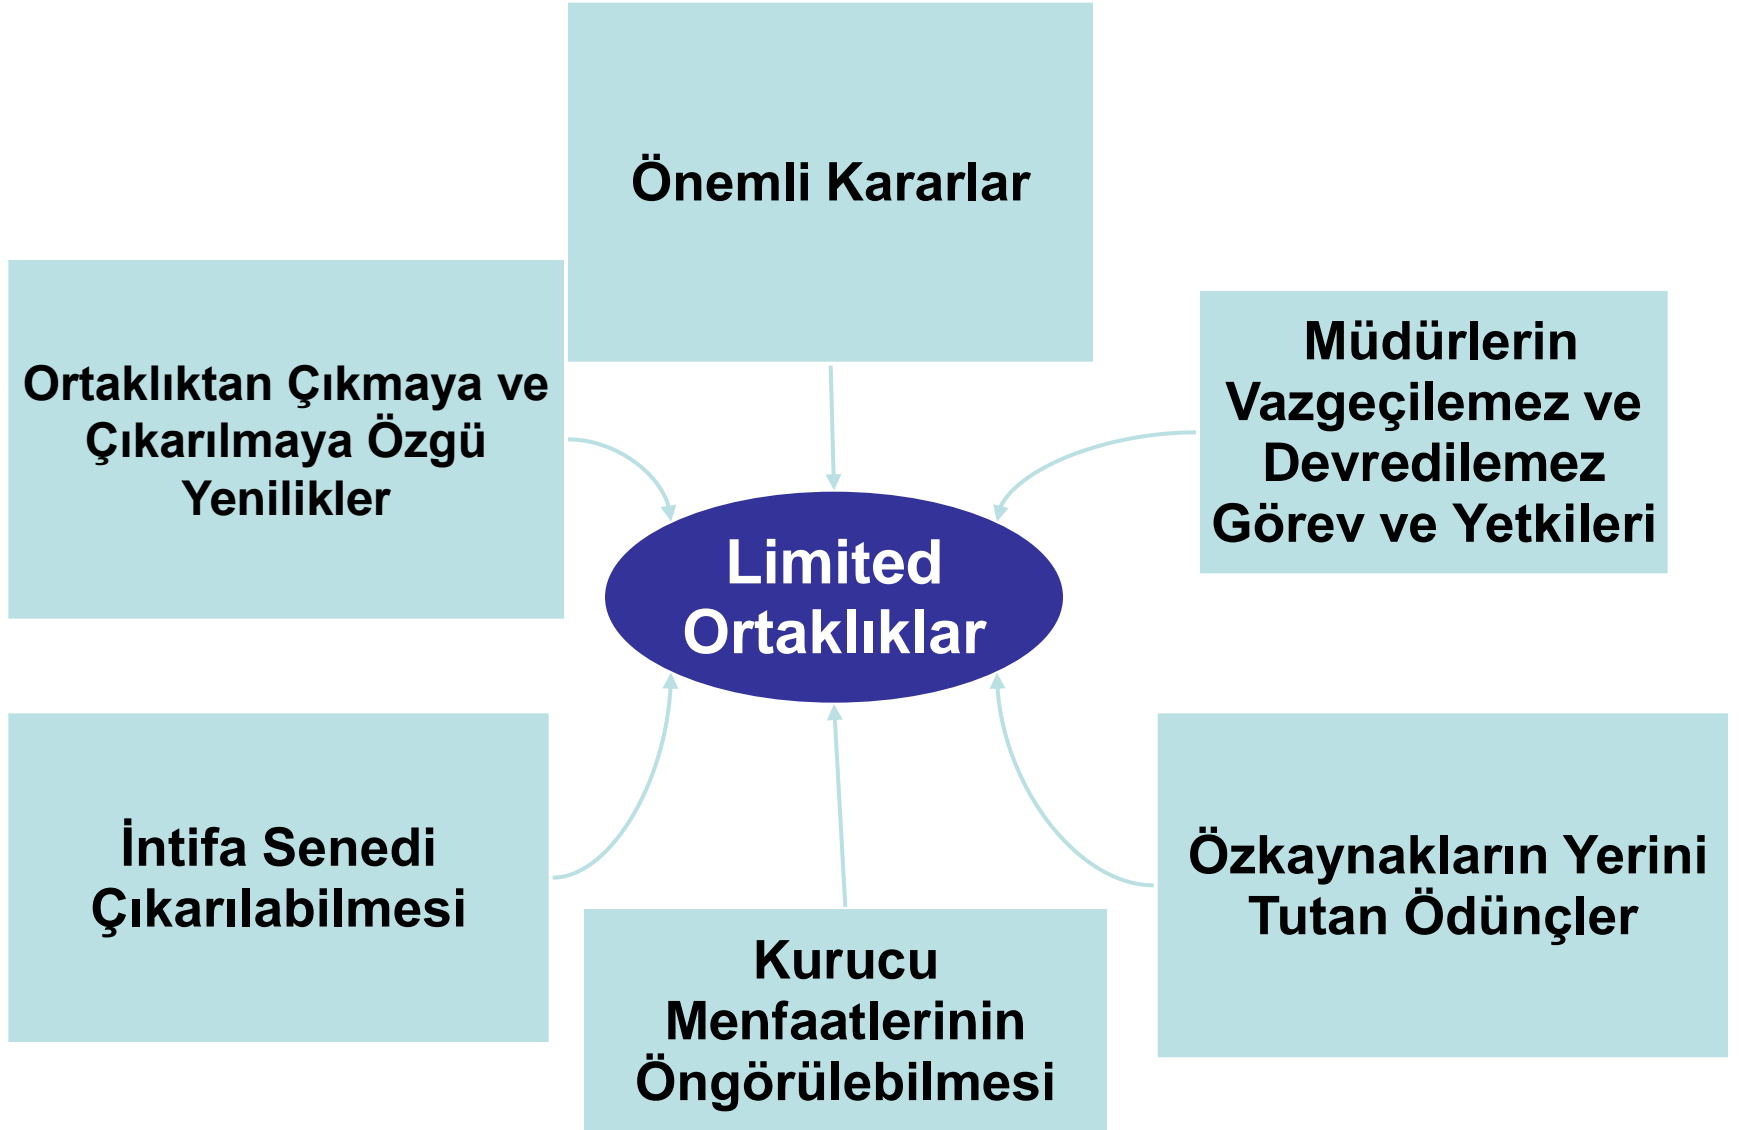 Önemli Kararlar
Ortaklıktan Çıkmaya ve
Çıkarılmaya Özgü
Yenilikler
Müdürlerin
Vazgeçilemez ve
Devredilemez
Görev ve Yetkileri
Limited
Ortaklıklar
İntifa Senedi
Çıkarılabilmesi
Kurucu
Menfaatlerinin
Öngörülebilmesi
Özkaynakların Yerini
Tutan Ödünçler